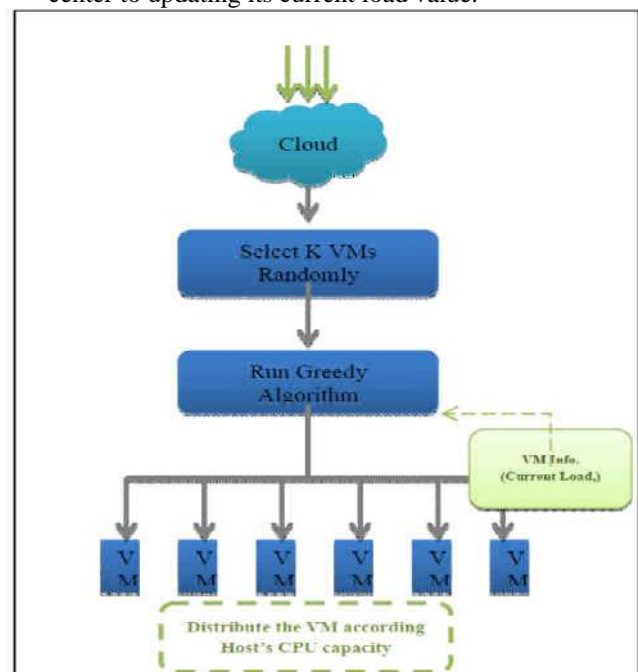 center to updating its current load value.
Cloud
Select K VMs
Randomly
Run Greedy
Algorithm
VM Info.
(Current Load,)
V
M
V
M
V
M
V
M
V
M
V
M
Distribute the VM according
Host's CPU capacity